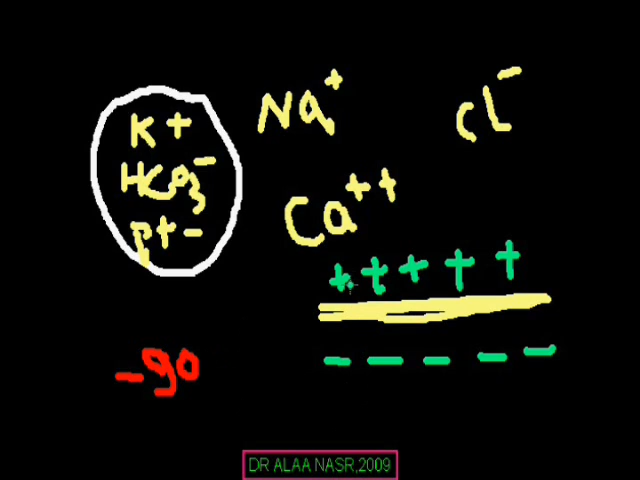 K+
HCO3-
pt-
Na+
Cl-
Ca++
+ + + + +
- - - - -
-90
DR ALAA NASR,2009